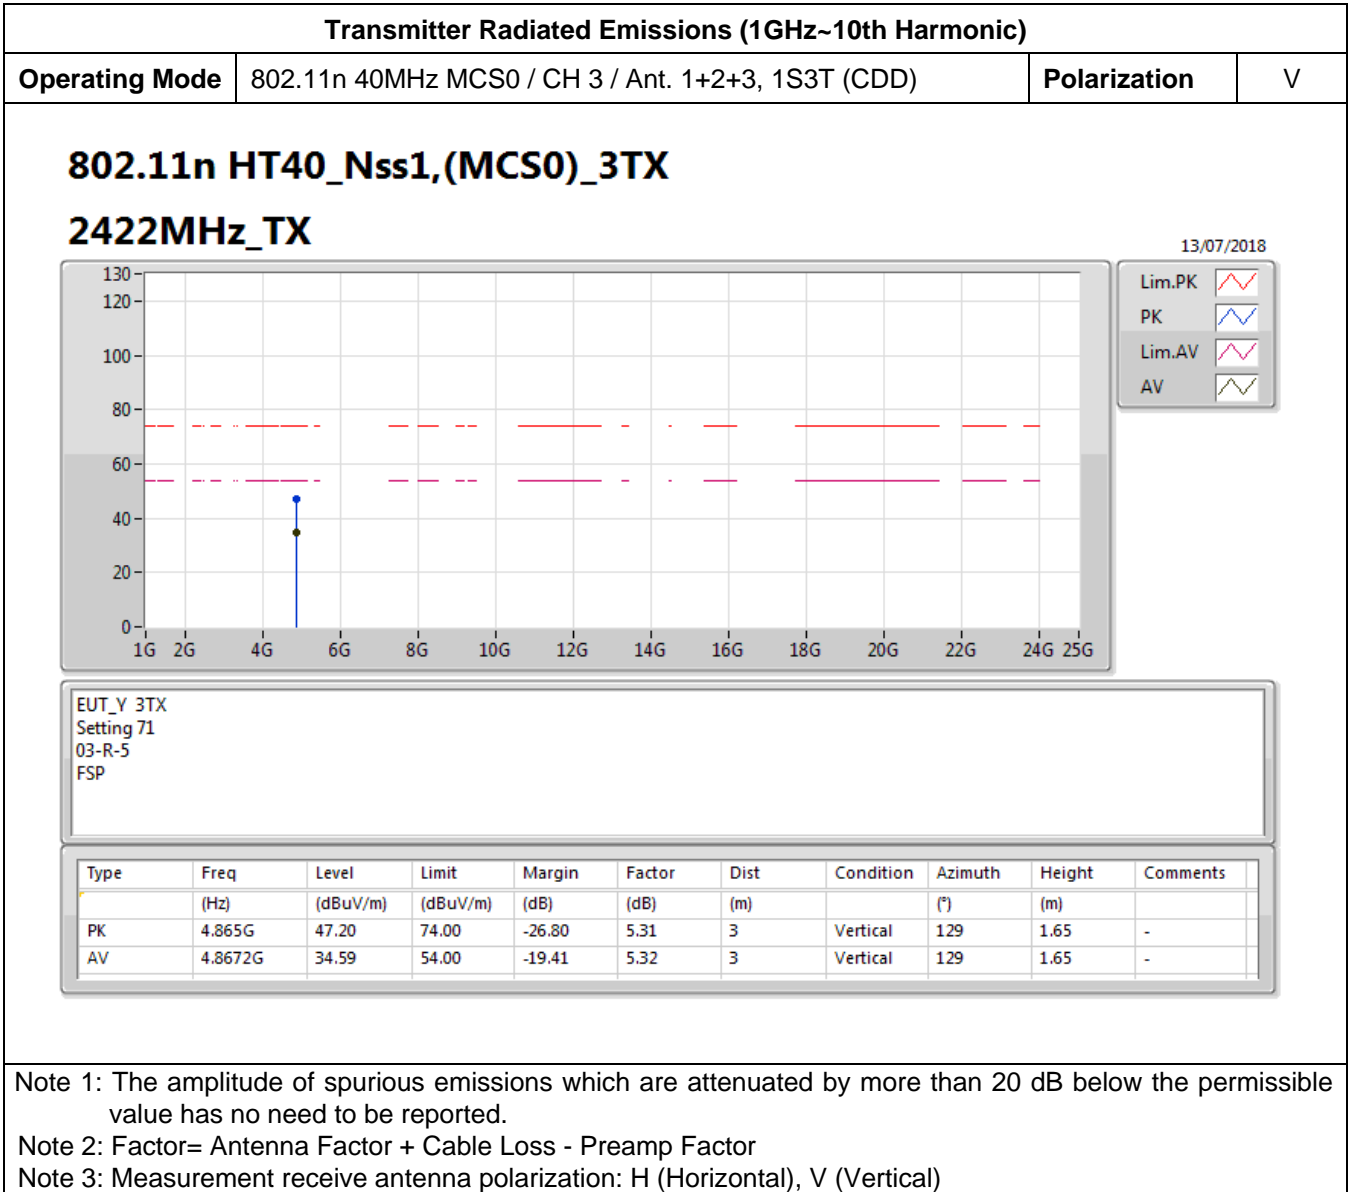 Transmitter Radiated Emissions (1GHz~10th Harmonic)
Operating Mode 802.11n 40MHz MCS0 / CH 3 / Ant. 1+2+3, 1S3T (CDD) Polarization V
802.11n HT40_Nss1,(MCS0)_3TX
2422MHz_TX
13/07/2018
130
120
100
80
60
40
20
0
1G 2G 4G 6G 8G 10G 12G 14G 16G 18G 20G 22G 24G 25G
Lim.PK
PK
Lim.AV
AV
EUT_Y 3TX
Setting 71
03-R-5
FSP
Type Freq Level Limit Margin Factor Dist Condition Azimuth Height Comments
(Hz) (dBuV/m) (dBuV/m) (dB) (dB) (m) (°) (m)
PK 4.865G 47.20 74.00 -26.80 5.31 3 Vertical 129 1.65 -
AV 4.8672G 34.59 54.00 -19.41 5.32 3 Vertical 129 1.65 -
Note 1: The amplitude of spurious emissions which are attenuated by more than 20 dB below the permissible
value has no need to be reported.
Note 2: Factor= Antenna Factor + Cable Loss - Preamp Factor
Note 3: Measurement receive antenna polarization: H (Horizontal), V (Vertical)